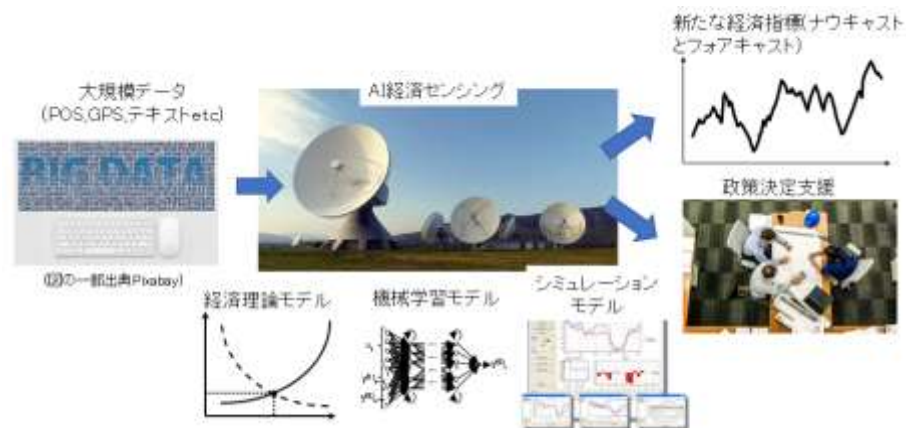 新たな経済指標(ナウキャスト
とフォアキャスト)
大規模データ
(POS,GPS,テキストetc)
AI経済センシング
BIG DATA
政策決定支援
(図の一部出典Pixabay)
経済理論モデル
機械学習モデル
シミュレーション
モデル